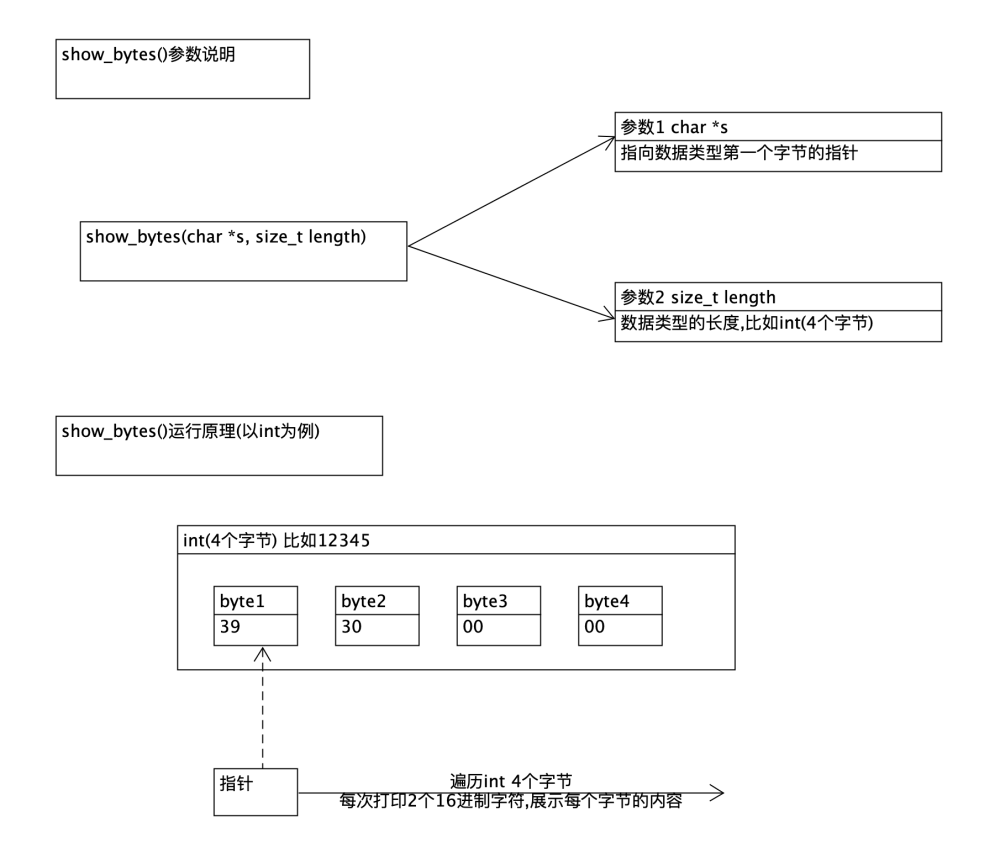 show_bytes()参数说明
参数1 char *s
指向数据类型第一个字节的指针
show_bytes(char *s, size_t length)
参数2 size_t length
数据类型的长度,比如int(4个字节)
show_bytes()运行原理(以int为例)
int(4个字节) 比如12345
byte1 byte2 byte3 byte4
39 30 00 00
指针
遍历int 4个字节
每次打印2个16进制字符,展示每个字节的内容